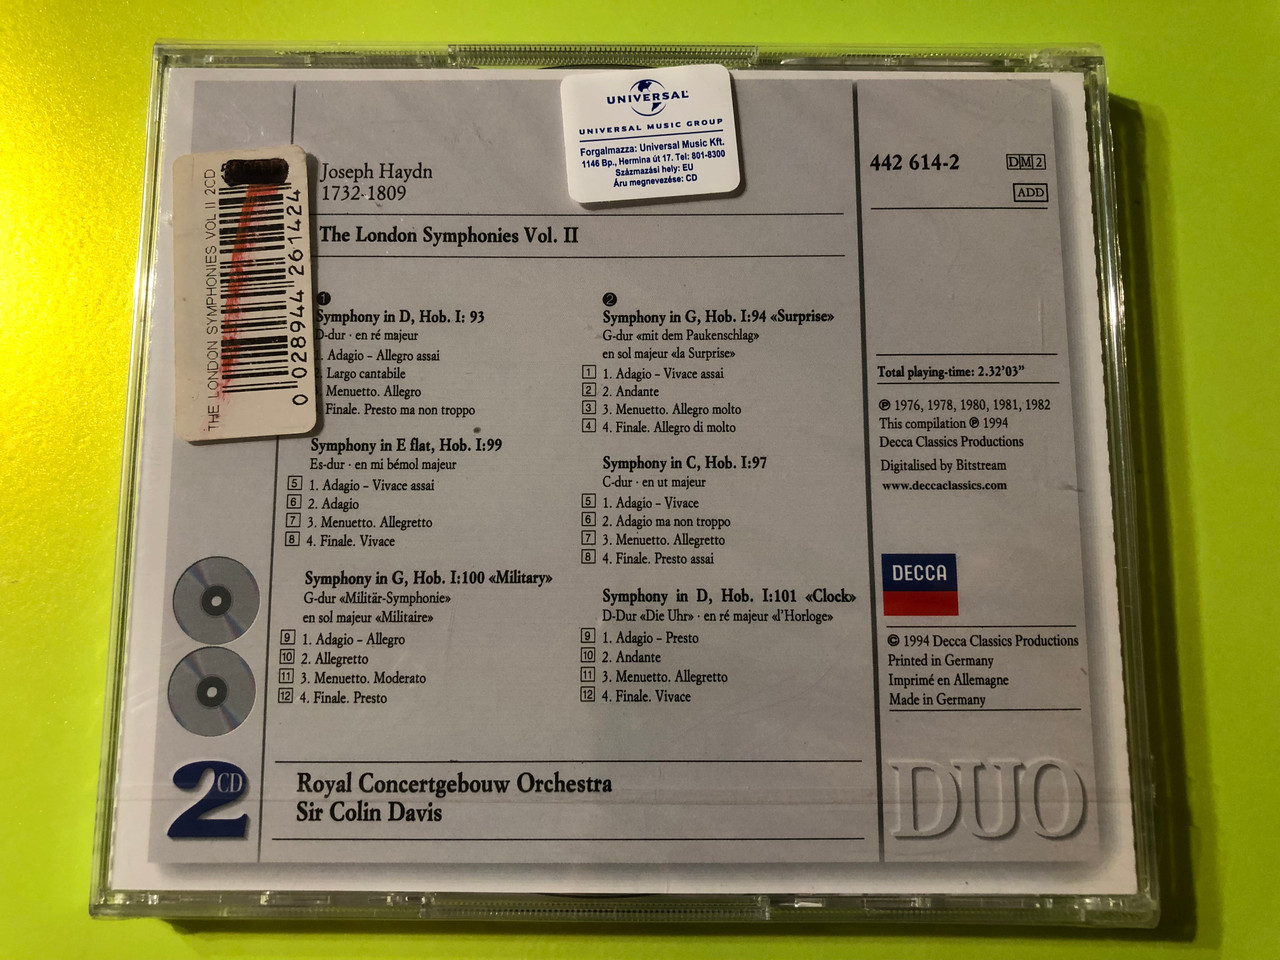 UNIVERSAL
UNIVERSAL MUSIC GROUP
Forgalmazza: Universal Music Kft.
1146 Bp., Hermina út 17. Tel: 801-8300
Származási hely: EU
Áru megnevezése: CD
THE LONDON SYMPHONIES VOL II 2CD
0 028944 261424
Joseph Haydn
1732-1809
The London Symphonies Vol. II
1
Symphony in D, Hob. I: 93
D-dur · en ré majeur
1. Adagio – Allegro assai
2. Largo cantabile
Menuetto. Allegro
Finale. Presto ma non troppo
Symphony in E flat, Hob. I:99
Es-dur · en mi bémol majeur
5 1. Adagio – Vivace assai
6 2. Adagio
7 3. Menuetto. Allegretto
8 4. Finale. Vivace
Symphony in G, Hob. I:100 «Military»
G-dur «Militär-Symphonie»
en sol majeur «Militaire»
9 1. Adagio – Allegro
10 2. Allegretto
11 3. Menuetto. Moderato
12 4. Finale. Presto
2
Symphony in G, Hob. I:94 «Surprise»
G-dur «mit dem Paukenschlag»
en sol majeur «la Surprise»
1 1. Adagio – Vivace assai
2 2. Andante
3 3. Menuetto. Allegro molto
4 4. Finale. Allegro di molto
Symphony in C, Hob. I:97
C-dur · en ut majeur
5 1. Adagio – Vivace
6 2. Adagio ma non troppo
7 3. Menuetto. Allegretto
8 4. Finale. Presto assai
Symphony in D, Hob. I:101 «Clock»
D-Dur «Die Uhr» · en ré majeur «l'Horloge»
9 1. Adagio – Presto
10 2. Andante
11 3. Menuetto. Allegretto
12 4. Finale. Vivace
Royal Concertgebouw Orchestra
Sir Colin Davis
2CD
442 614-2
DM2
ADD
Total playing-time: 2.32'03"
℗ 1976, 1978, 1980, 1981, 1982
This compilation ℗ 1994
Decca Classics Productions
Digitalised by Bitstream
www.deccaclassics.com
DECCA
© 1994 Decca Classics Productions
Printed in Germany
Imprimé en Allemagne
Made in Germany
DUO